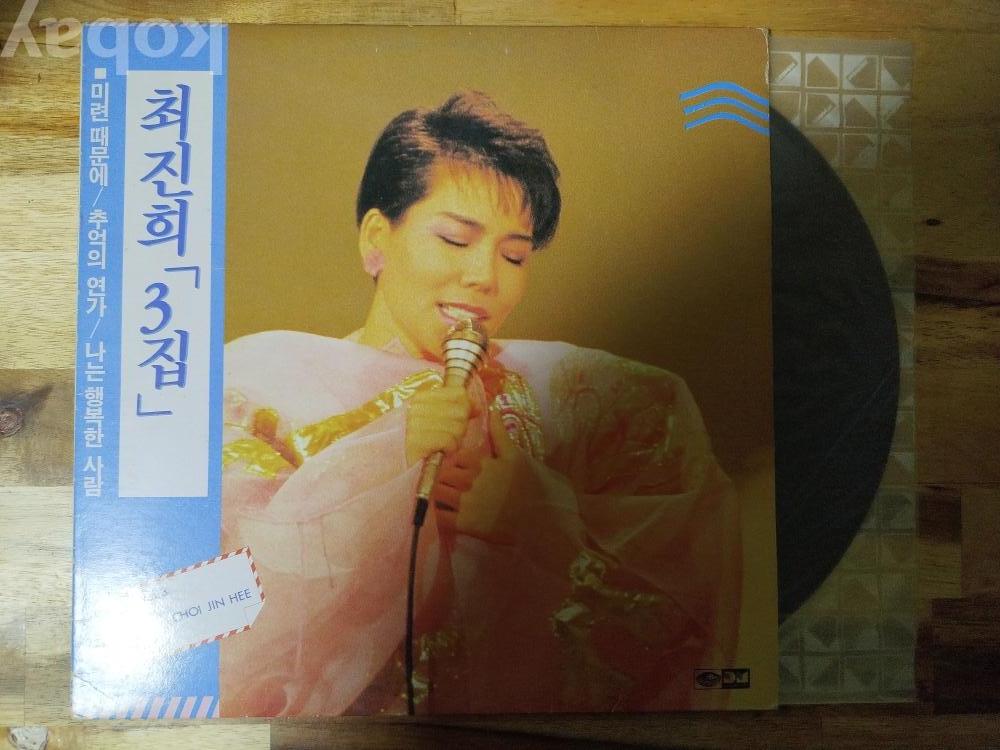 kobay
최진희「3집」
■미련 때문에 / 추억의 연가 / 나는 행복한 사람
CHOI JIN HEE